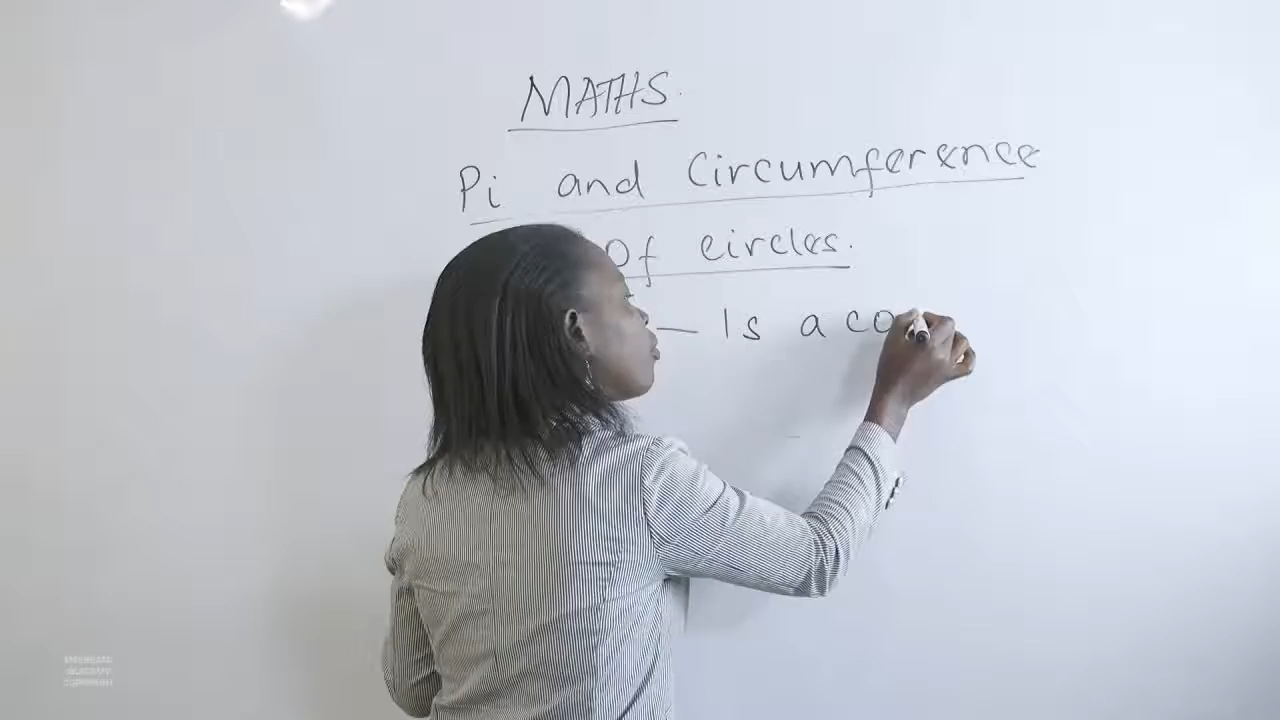 MATHS.
Pi and Circumference
Of circles.
— Is a co